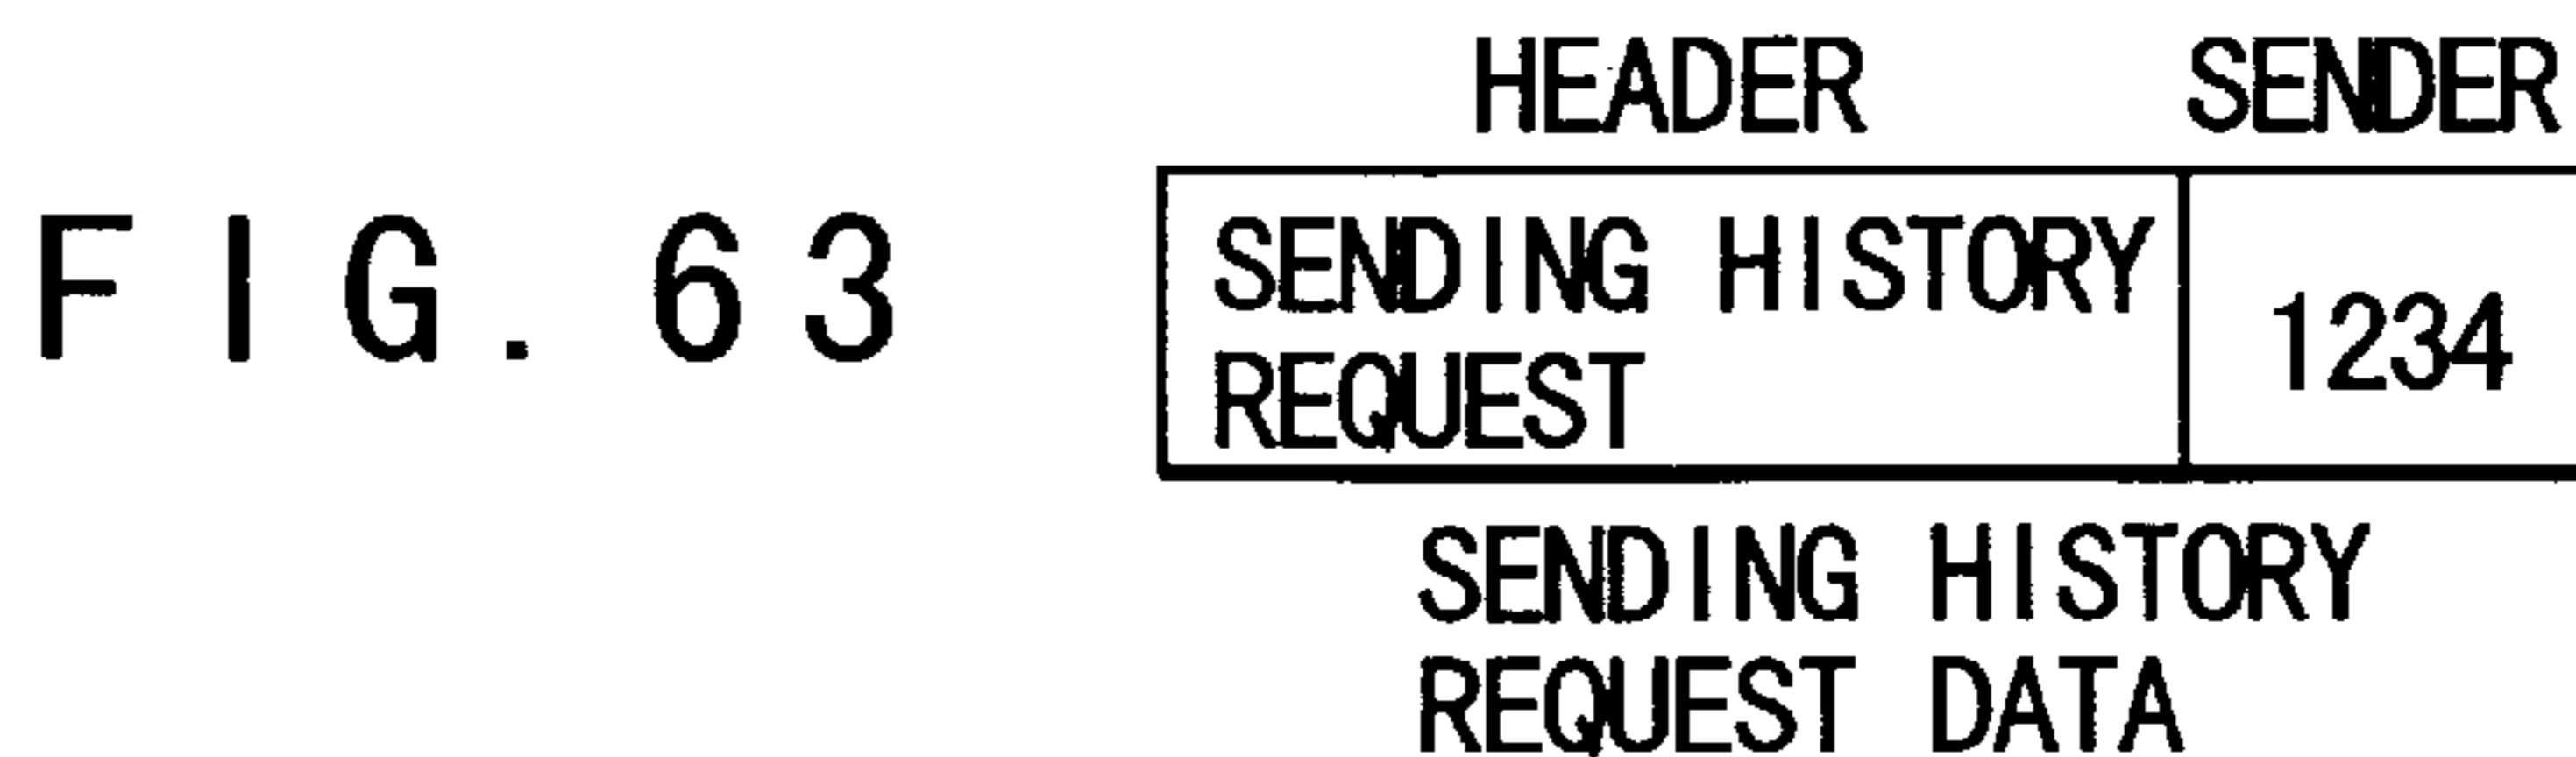 HEADER SENDER
FIG. 63
SENDING HISTORY
REQUEST
1234
SENDING HISTORY
REQUEST DATA